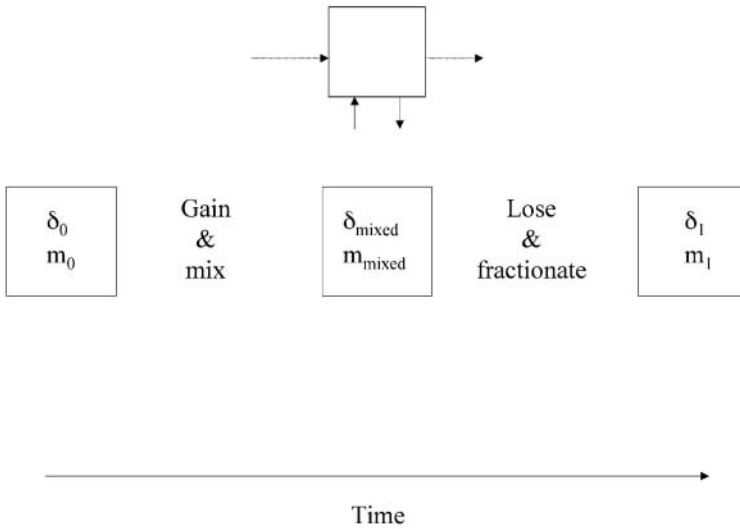 δ0
m0
Gain
&
mix
δmixed
mmixed
Lose
&
fractionate
δ1
m1
Time